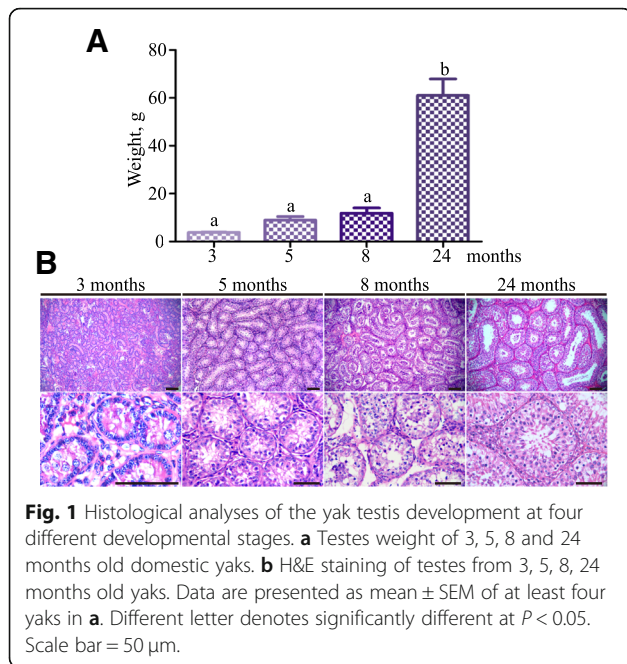 A
80
60
40
20
0
Weight, g
a
a
a
b
3 5 8 24 months
B
3 months 5 months 8 months 24 months
Fig. 1 Histological analyses of the yak testis development at four
different developmental stages. a Testes weight of 3, 5, 8 and 24
months old domestic yaks. b H&E staining of testes from 3, 5, 8, 24
months old yaks. Data are presented as mean ± SEM of at least four
yaks in a. Different letter denotes significantly different at P < 0.05.
Scale bar = 50 μm.